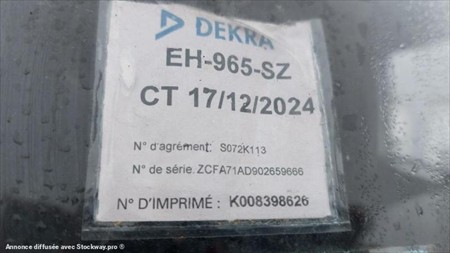 DEKRA
EH-965-SZ
CT 17/12/2024
N° d'agrément: S072K113
N° de série. ZCFA71AD902659666
N° D'IMPRIMÉ : K008398626
Annonce diffusée avec Stockway.pro ®